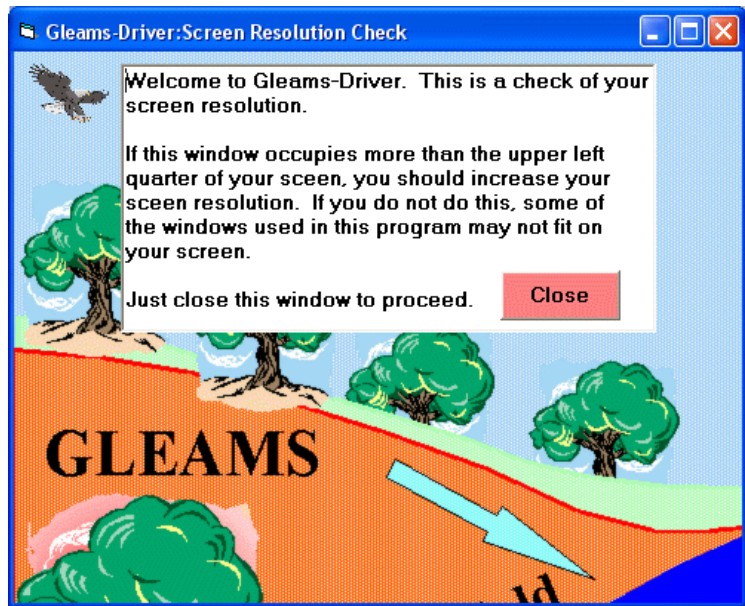 Gleams-Driver:Screen Resolution Check
Welcome to Gleams-Driver.  This is a check of your
screen resolution.
If this window occupies more than the upper left
quarter of your sceen, you should increase your
sceen resolution.  If you do not do this, some of
the windows used in this program may not fit on
your screen.
Just close this window to proceed.
Close
GLEAMS